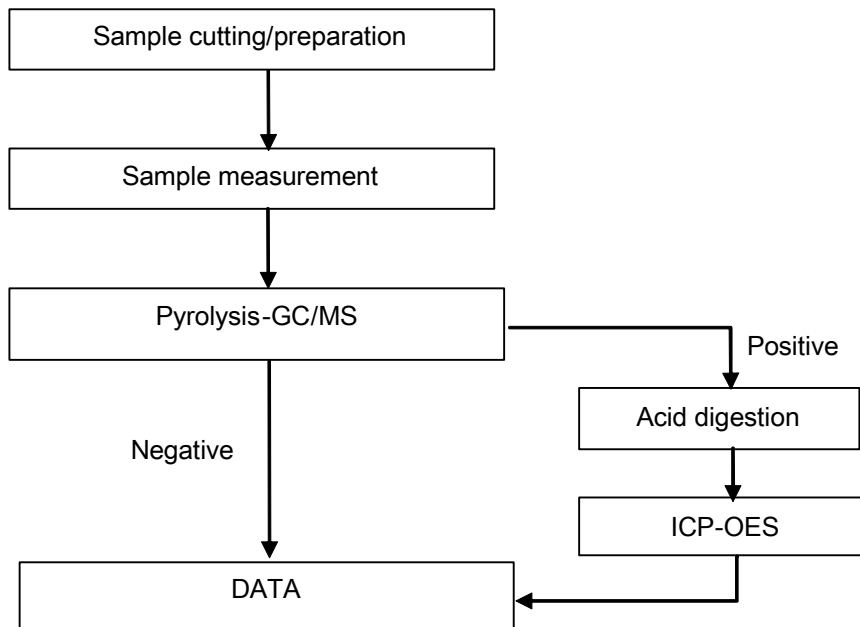 Sample cutting/preparation
Sample measurement
Pyrolysis-GC/MS
Positive
Acid digestion
Negative
ICP-OES
DATA